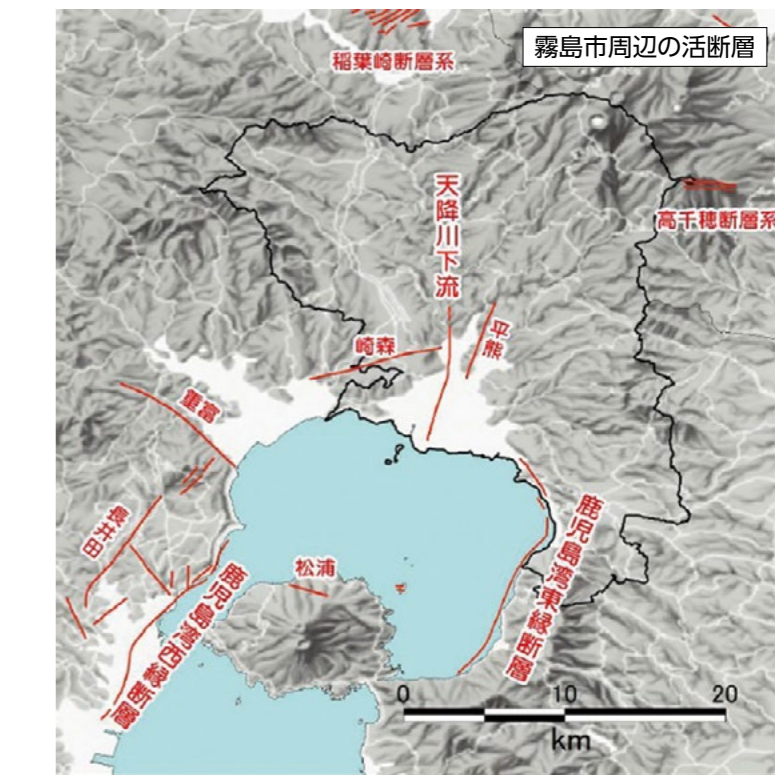 霧島市周辺の活断層
稲葉崎断層系
天降川下流
高千穂断層系
平熊
崎森
重富
長井田
松浦
鹿児島湾東縁断層
鹿児島湾西縁断層
0 10 20
km